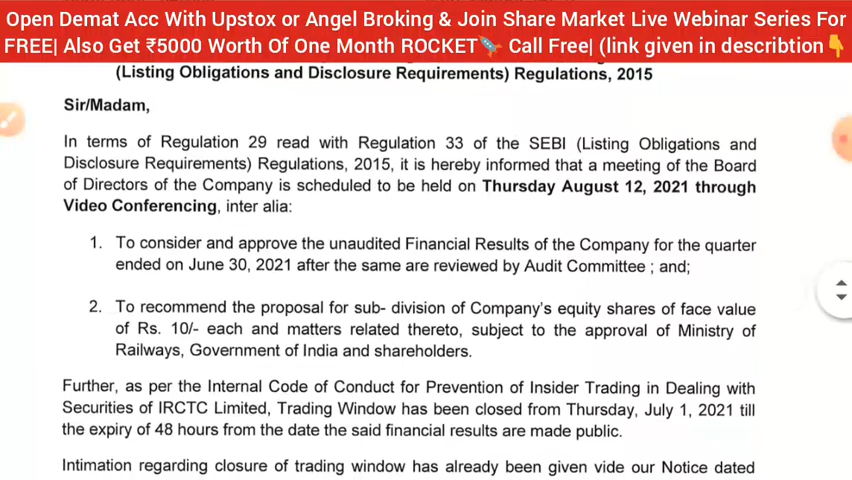 Open Demat Acc With Upstox or Angel Broking & Join Share Market Live Webinar Series For
FREE| Also Get ₹5000 Worth Of One Month ROCKET🚀 Call Free| (link given in describtion👇
(Listing Obligations and Disclosure Requirements) Regulations, 2015
Sir/Madam,
In terms of Regulation 29 read with Regulation 33 of the SEBI (Listing Obligations and
Disclosure Requirements) Regulations, 2015, it is hereby informed that a meeting of the Board
of Directors of the Company is scheduled to be held on Thursday August 12, 2021 through
Video Conferencing, inter alia:
1. To consider and approve the unaudited Financial Results of the Company for the quarter
ended on June 30, 2021 after the same are reviewed by Audit Committee ; and;
2. To recommend the proposal for sub- division of Company's equity shares of face value
of Rs. 10/- each and matters related thereto, subject to the approval of Ministry of
Railways, Government of India and shareholders.
Further, as per the Internal Code of Conduct for Prevention of Insider Trading in Dealing with
Securities of IRCTC Limited, Trading Window has been closed from Thursday, July 1, 2021 till
the expiry of 48 hours from the date the said financial results are made public.
Intimation regarding closure of trading window has already been given vide our Notice dated